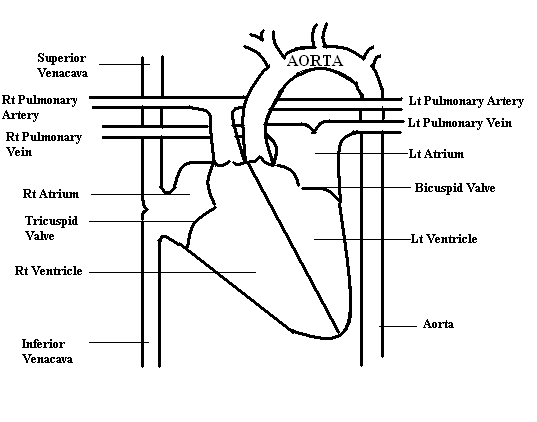 AORTA
Superior
Venacava
Rt Pulmonary
Artery
Rt Pulmonary
Vein
Rt Atrium
Tricuspid
Valve
Rt Ventricle
Inferior
Venacava
Lt Pulmonary Artery
Lt Pulmonary Vein
Lt Atrium
Bicuspid Valve
Lt Ventricle
Aorta